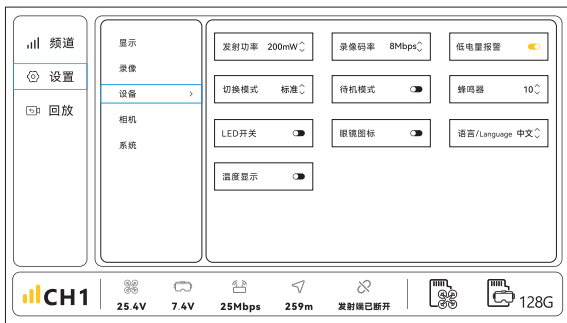 频道
设置
回放
显示
录像
设备
相机
系统
发射功率 200mW
录像码率 8Mbps
低电量报警
切换模式 标准
待机模式
蜂鸣器 10
LED开关
眼镜图标
语言/Language 中文
温度显示
CH1
25.4V
7.4V
25Mbps
259m
发射端已断开
128G